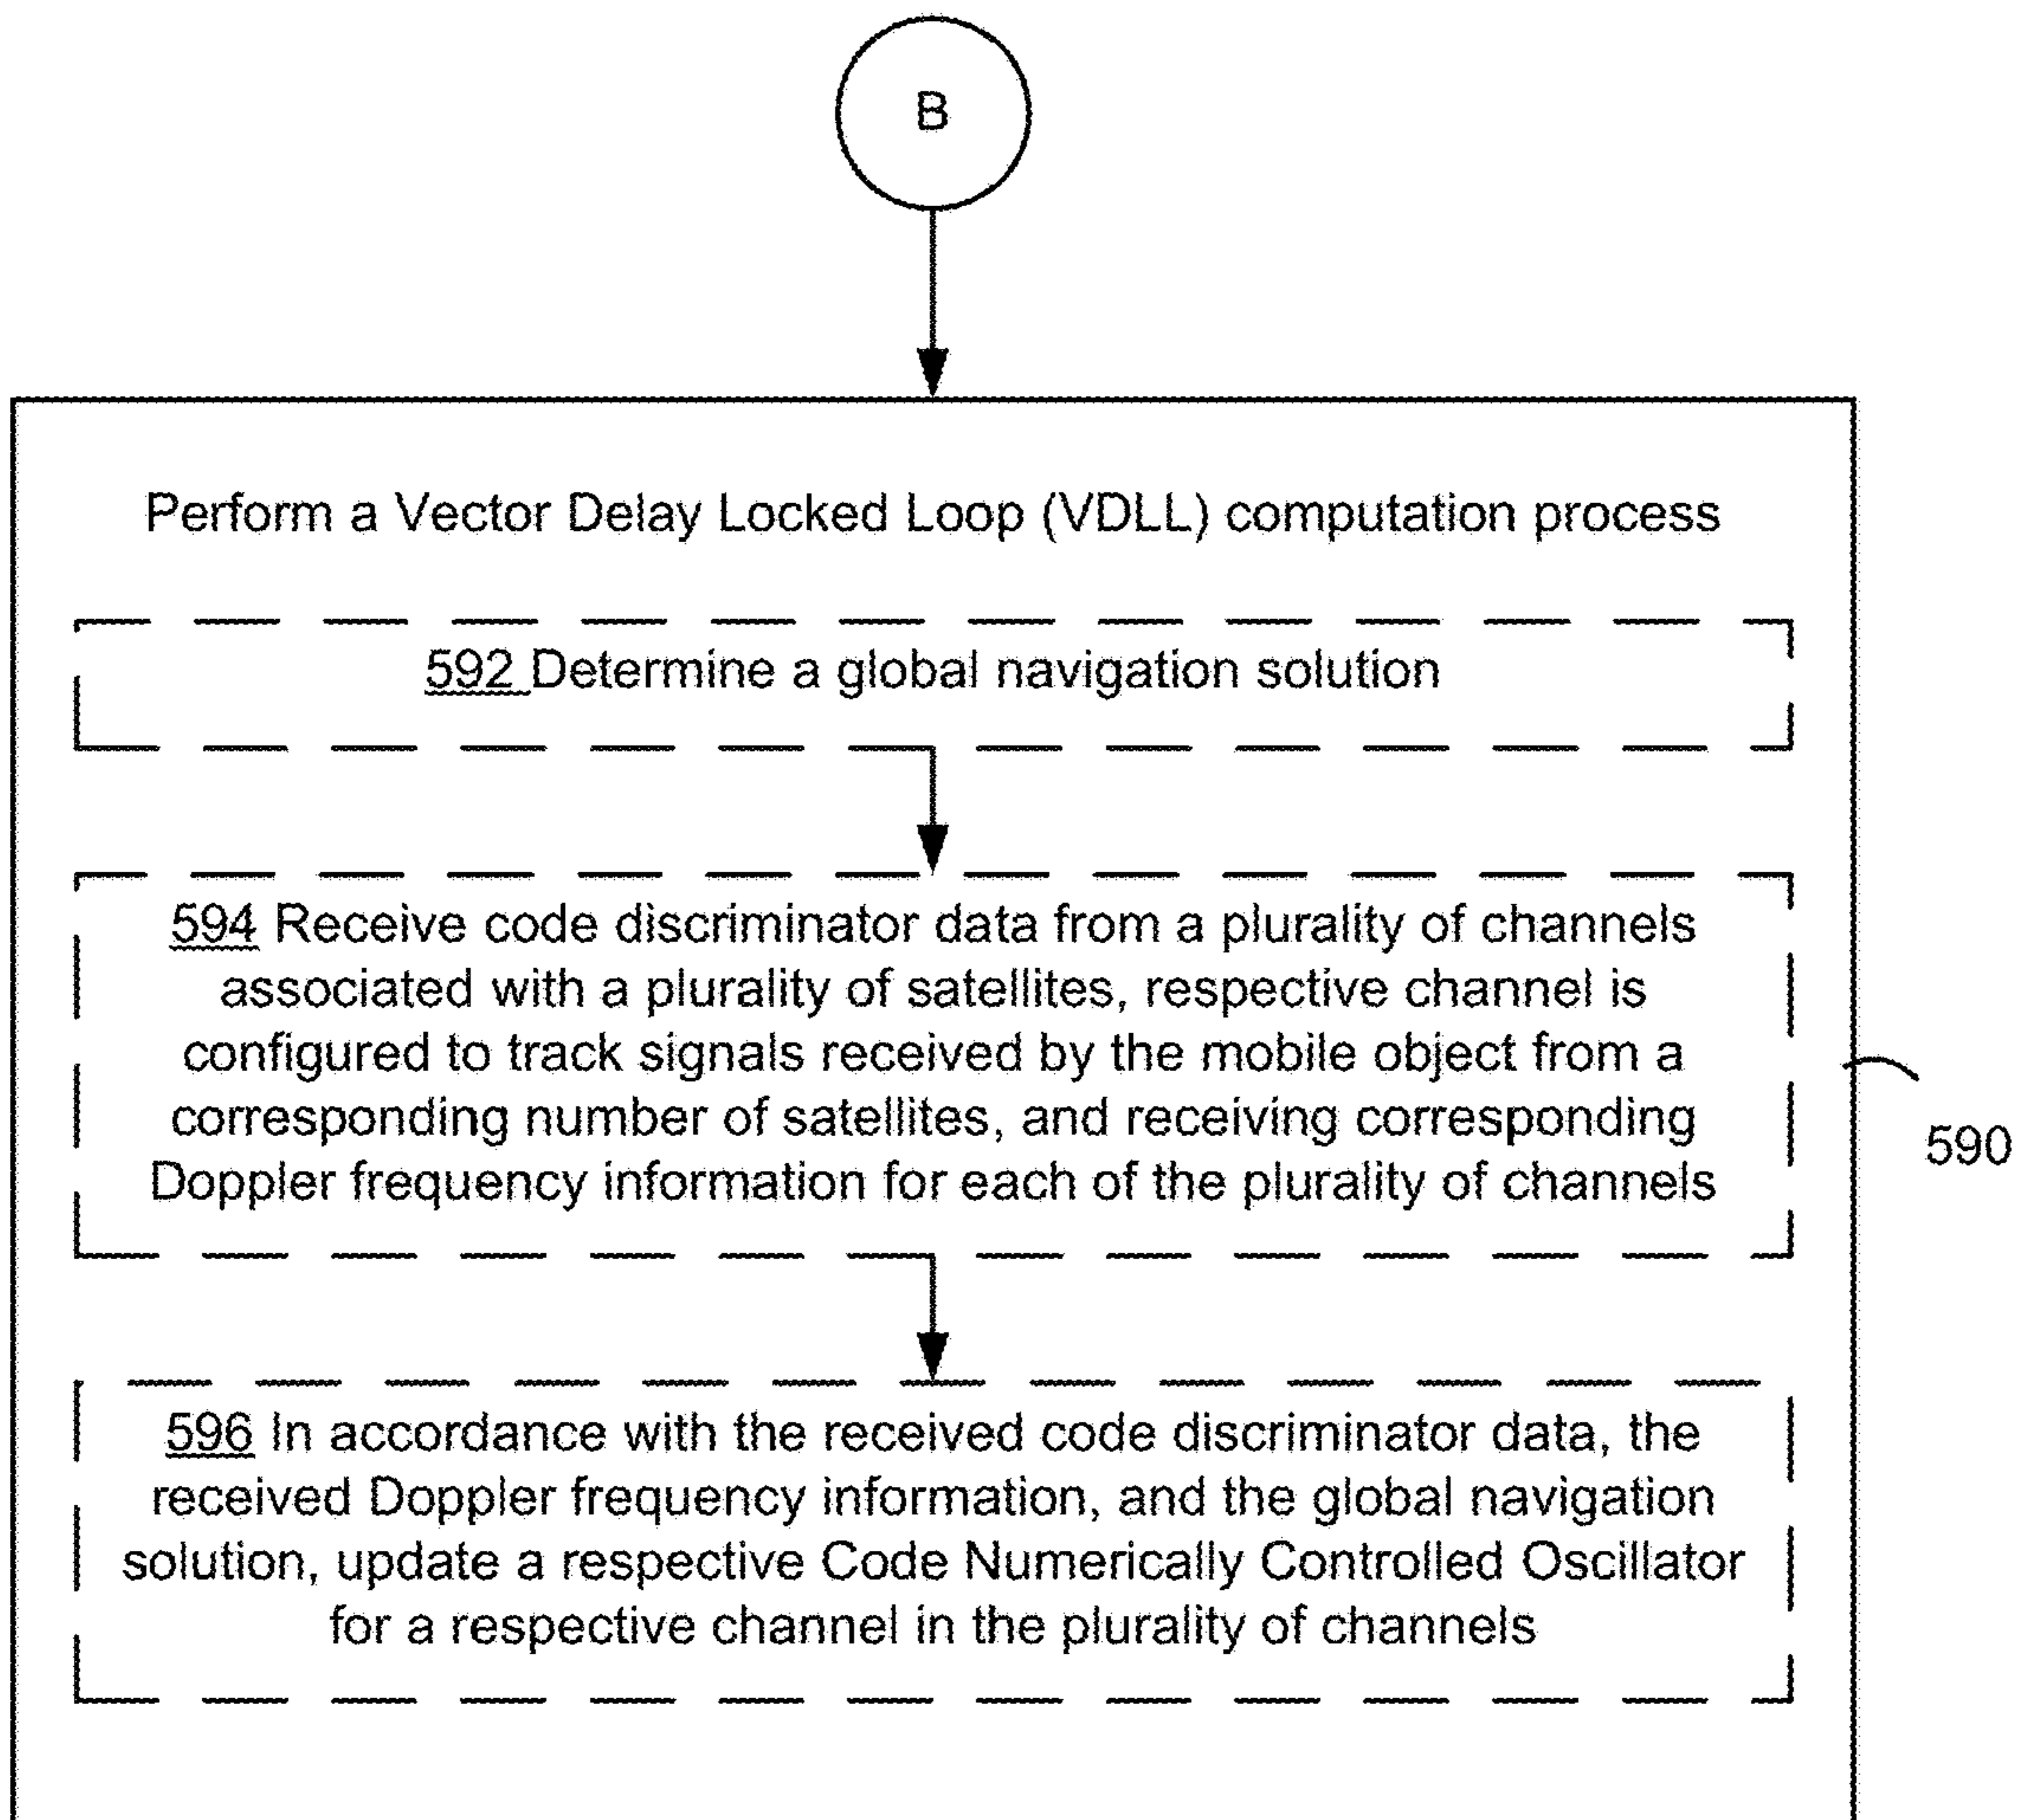 B
Perform a Vector Delay Locked Loop (VDLL) computation process
592 Determine a global navigation solution
594 Receive code discriminator data from a plurality of channels
associated with a plurality of satellites, respective channel is
configured to track signals received by the mobile object from a
corresponding number of satellites, and receiving corresponding
Doppler frequency information for each of the plurality of channels
590
596 In accordance with the received code discriminator data, the
received Doppler frequency information, and the global navigation
solution, update a respective Code Numerically Controlled Oscillator
for a respective channel in the plurality of channels